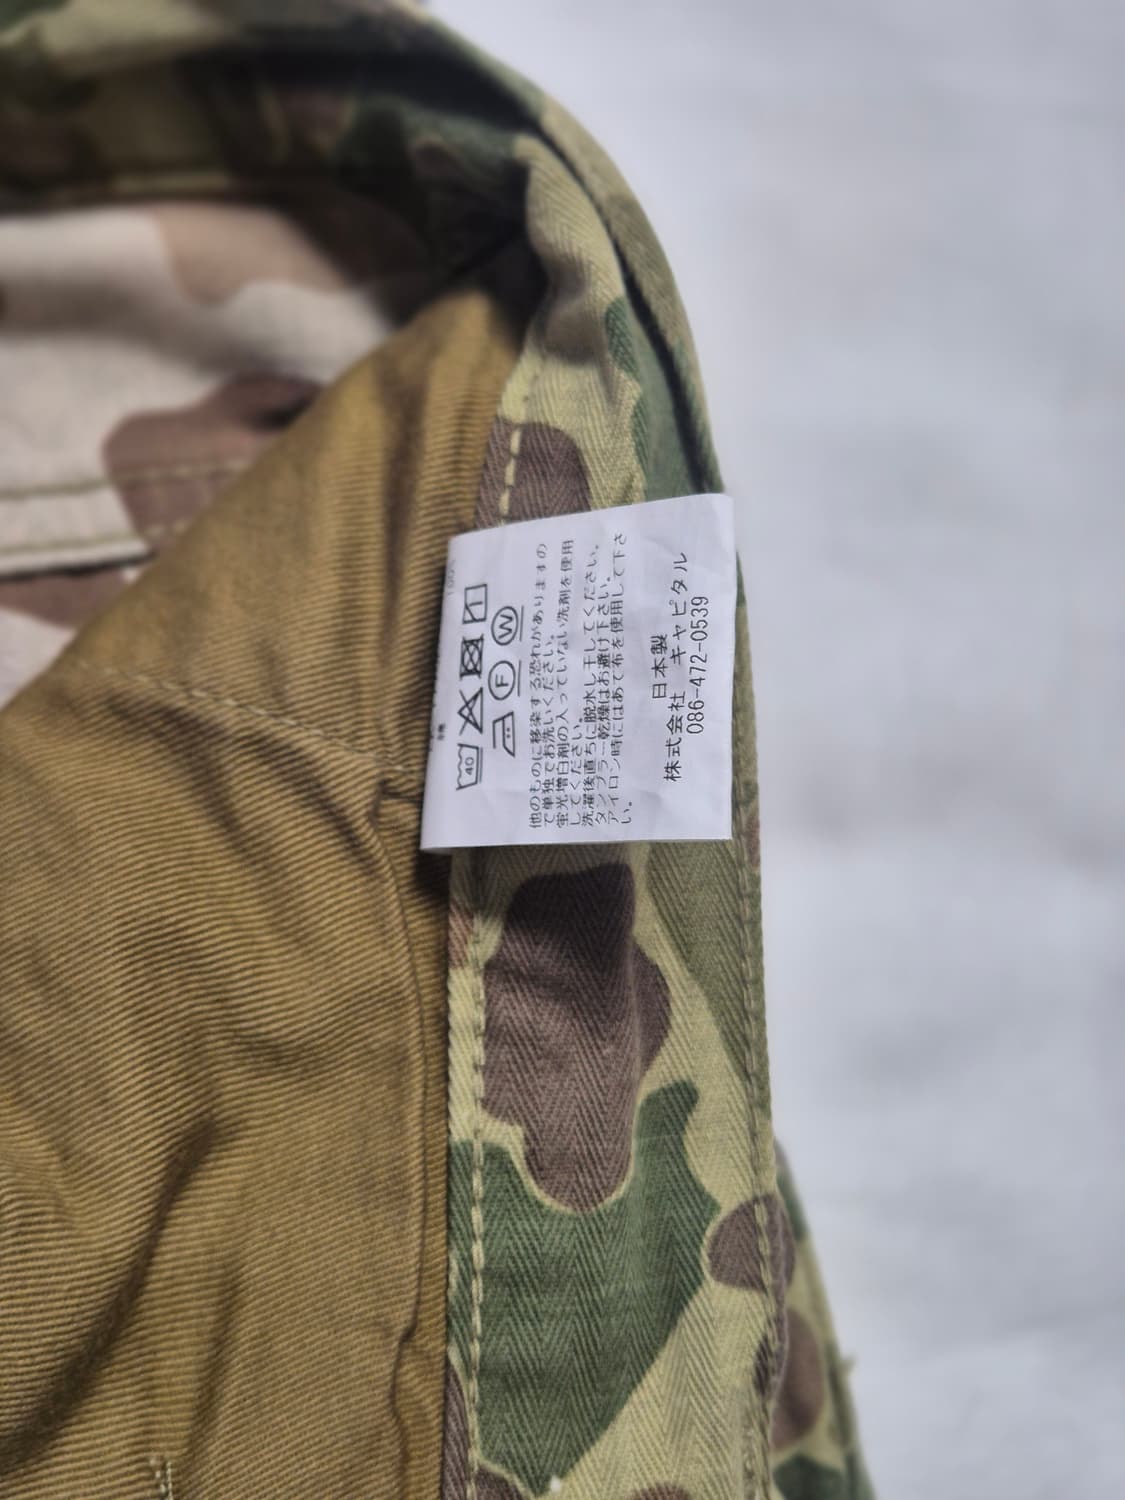 40
F W
他のものに移染する恐れがありますの
で単独でお洗いください。
蛍光増白剤の入っていない洗剤を使用
してください。
洗濯後直ちに脱水し干してください。
タンブラー乾燥はお避け下さい。
アイロン時にはあて布を使用して下さ
い。
日本製
株式会社 キャピタル
086-472-0539